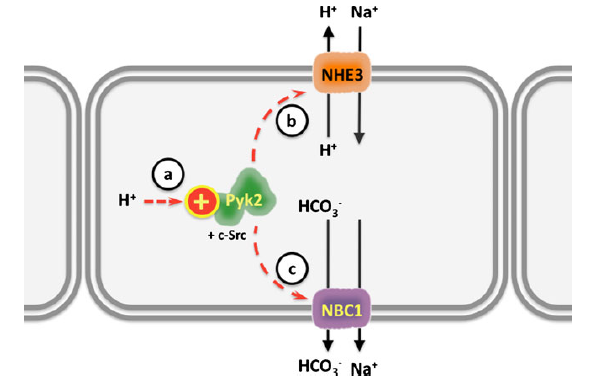 H⁺ Na⁺
NHE3
b
H⁺
a
H⁺ + Pyk2
HCO₃⁻
+ c-Src
c
NBC1
HCO₃⁻ Na⁺